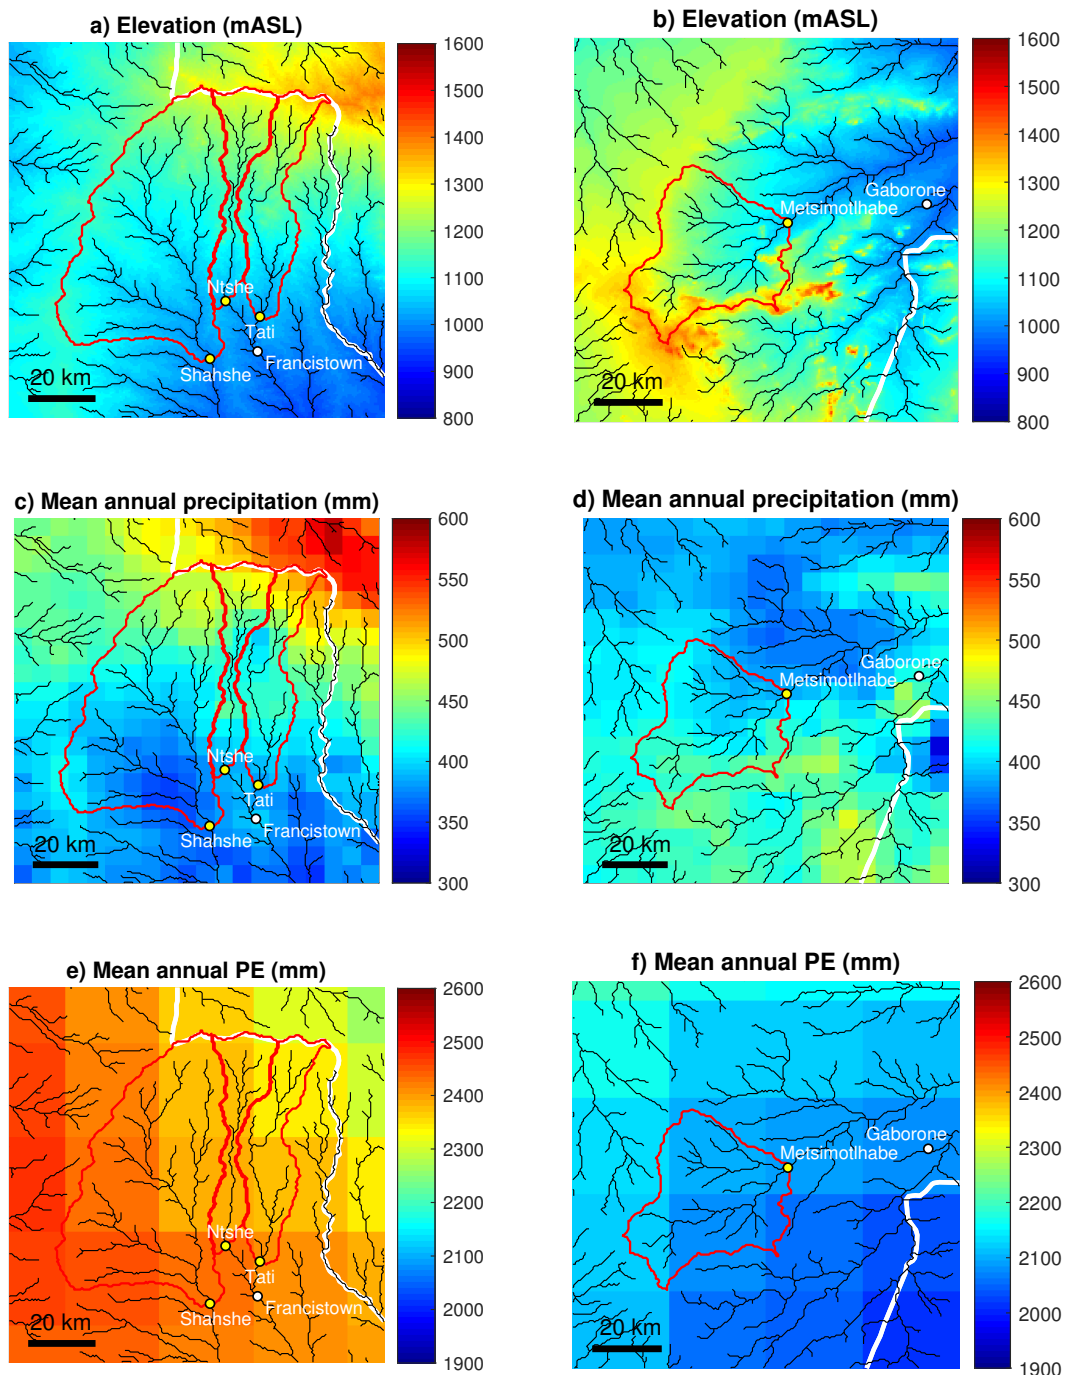 a) Elevation (mASL)
1600
1500
1400
1300
1200
1100
1000
900
800
Ntshe
Tati
Francistown
Shahshe
20 km
b) Elevation (mASL)
1600
1500
1400
1300
1200
1100
1000
900
800
Gaborone
Metsimotlhabe
20 km
c) Mean annual precipitation (mm)
600
550
500
450
400
350
300
Ntshe
Tati
Francistown
Shahshe
20 km
d) Mean annual precipitation (mm)
600
550
500
450
400
350
300
Gaborone
Metsimotlhabe
20 km
e) Mean annual PE (mm)
2600
2500
2400
2300
2200
2100
2000
1900
Ntshe
Tati
Francistown
Shahshe
20 km
f) Mean annual PE (mm)
2600
2500
2400
2300
2200
2100
2000
1900
Gaborone
Metsimotlhabe
20 km